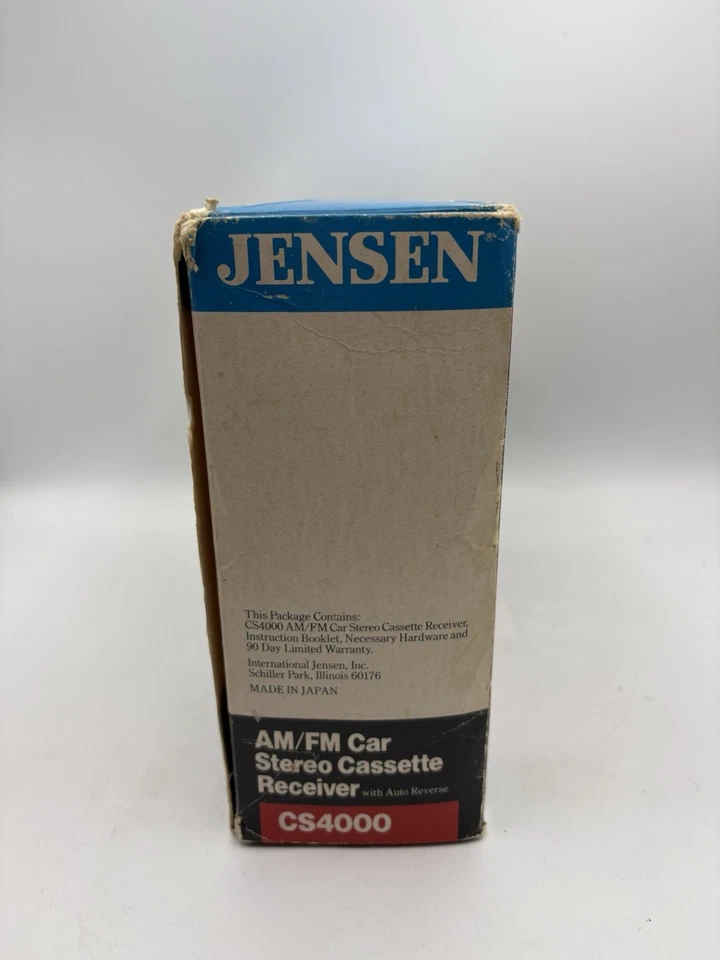 JENSEN®
This Package Contains:
CS4000 AM/FM Car Stereo Cassette Receiver,
Instruction Booklet, Necessary Hardware and
90 Day Limited Warranty.
International Jensen, Inc.
Schiller Park, Illinois 60176
MADE IN JAPAN
AM/FM Car
Stereo Cassette
Receiver with Auto Reverse
CS4000